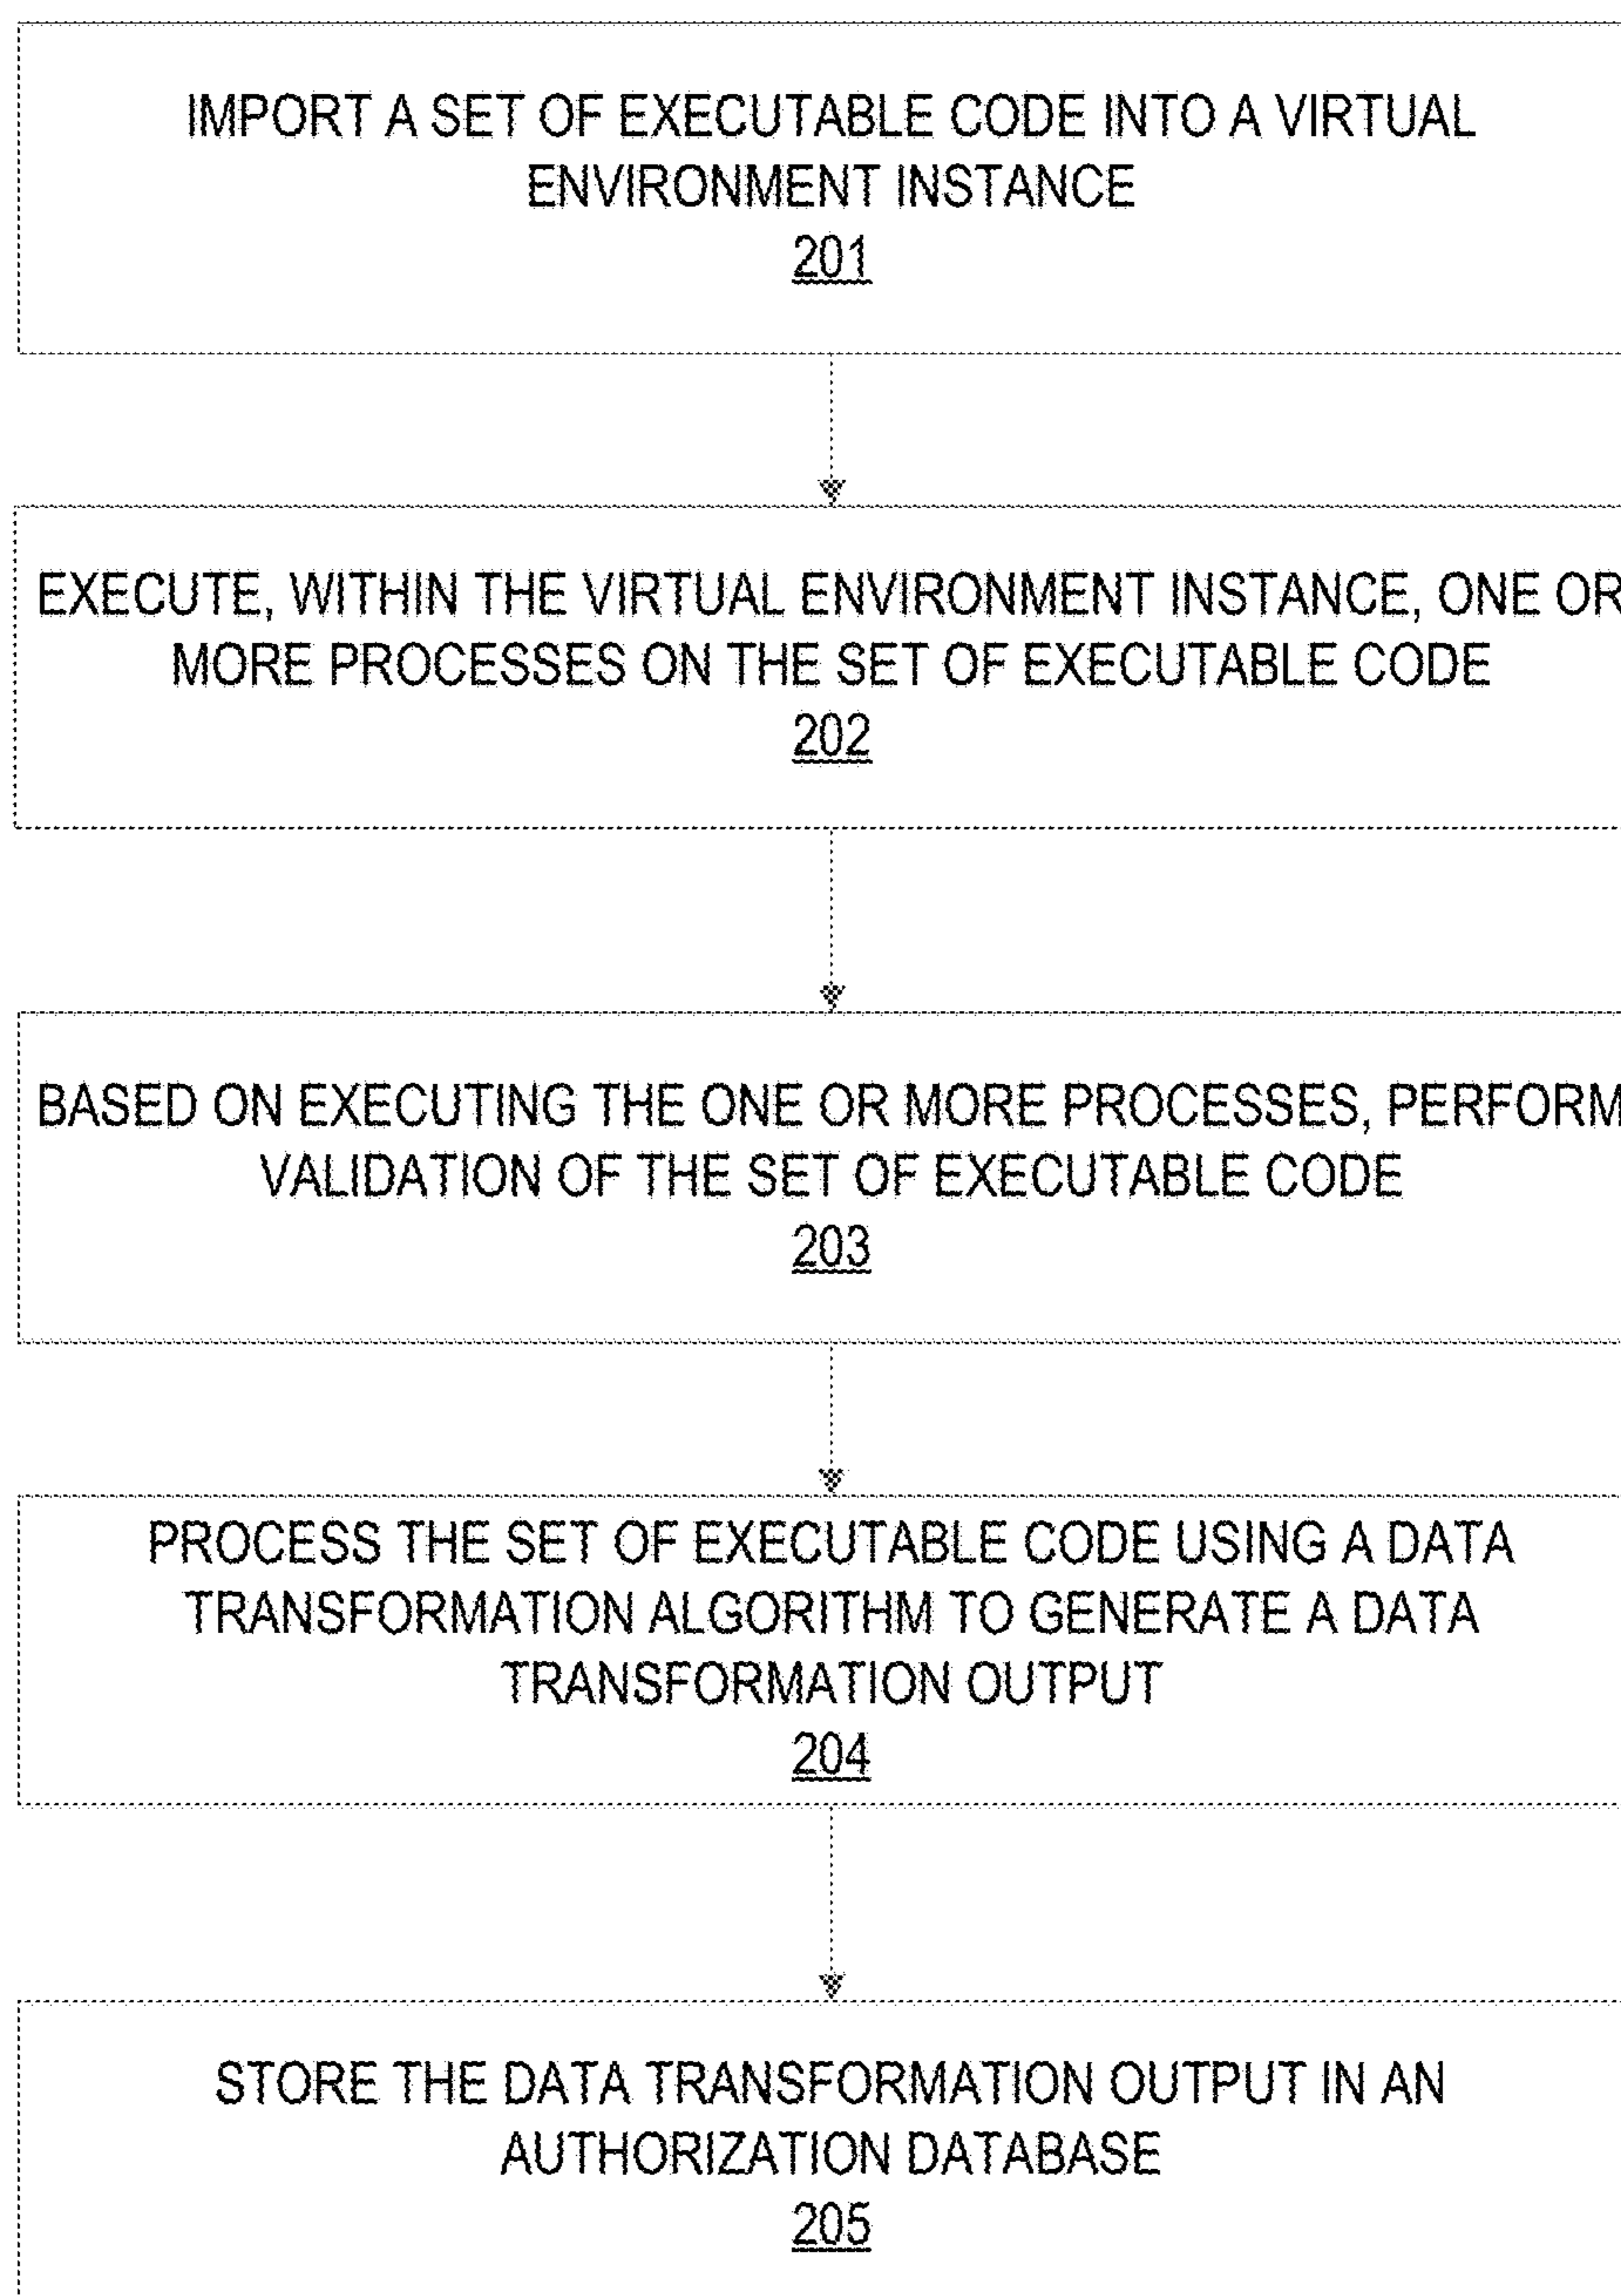 IMPORT A SET OF EXECUTABLE CODE INTO A VIRTUAL
ENVIRONMENT INSTANCE
201
EXECUTE, WITHIN THE VIRTUAL ENVIRONMENT INSTANCE, ONE OR
MORE PROCESSES ON THE SET OF EXECUTABLE CODE
202
BASED ON EXECUTING THE ONE OR MORE PROCESSES, PERFORM
VALIDATION OF THE SET OF EXECUTABLE CODE
203
PROCESS THE SET OF EXECUTABLE CODE USING A DATA
TRANSFORMATION ALGORITHM TO GENERATE A DATA
TRANSFORMATION OUTPUT
204
STORE THE DATA TRANSFORMATION OUTPUT IN AN
AUTHORIZATION DATABASE
205